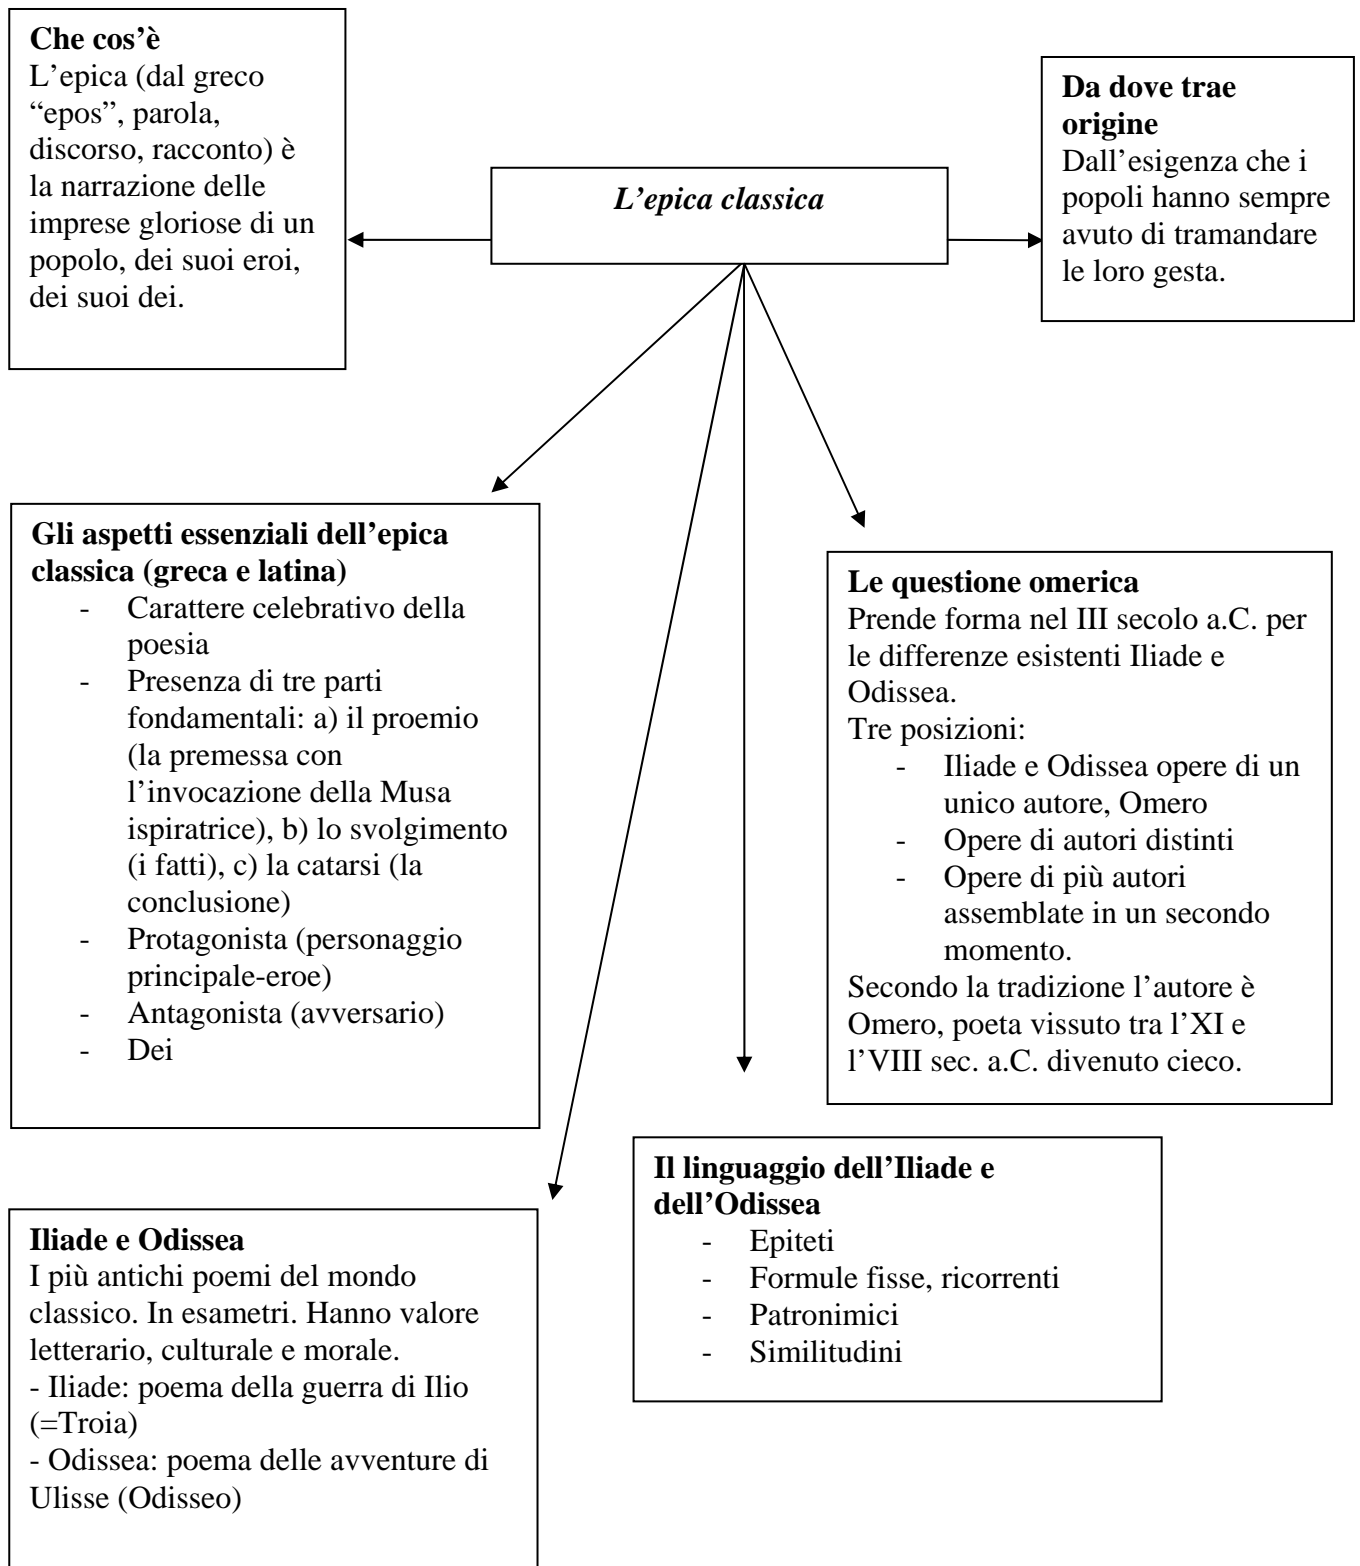 Che cos’è
L’epica (dal greco
“epos”, parola,
discorso, racconto) è
la narrazione delle
imprese gloriose di un
popolo, dei suoi eroi,
dei suoi dei.
L’epica classica
Da dove trae
origine
Dall’esigenza che i
popoli hanno sempre
avuto di tramandare
le loro gesta.
Gli aspetti essenziali dell’epica
classica (greca e latina)
- Carattere celebrativo della
poesia
- Presenza di tre parti
fondamentali: a) il proemio
(la premessa con
l’invocazione della Musa
ispiratrice), b) lo svolgimento
(i fatti), c) la catarsi (la
conclusione)
- Protagonista (personaggio
principale-eroe)
- Antagonista (avversario)
- Dei
Le questione omerica
Prende forma nel III secolo a.C. per
le differenze esistenti Iliade e
Odissea.
Tre posizioni:
- Iliade e Odissea opere di un
unico autore, Omero
- Opere di autori distinti
- Opere di più autori
assemblate in un secondo
momento.
Secondo la tradizione l’autore è
Omero, poeta vissuto tra l’XI e
l’VIII sec. a.C. divenuto cieco.
Iliade e Odissea
I più antichi poemi del mondo
classico. In esametri. Hanno valore
letterario, culturale e morale.
- Iliade: poema della guerra di Ilio
(=Troia)
- Odissea: poema delle avventure di
Ulisse (Odisseo)
Il linguaggio dell’Iliade e
dell’Odissea
- Epiteti
- Formule fisse, ricorrenti
- Patronimici
- Similitudini